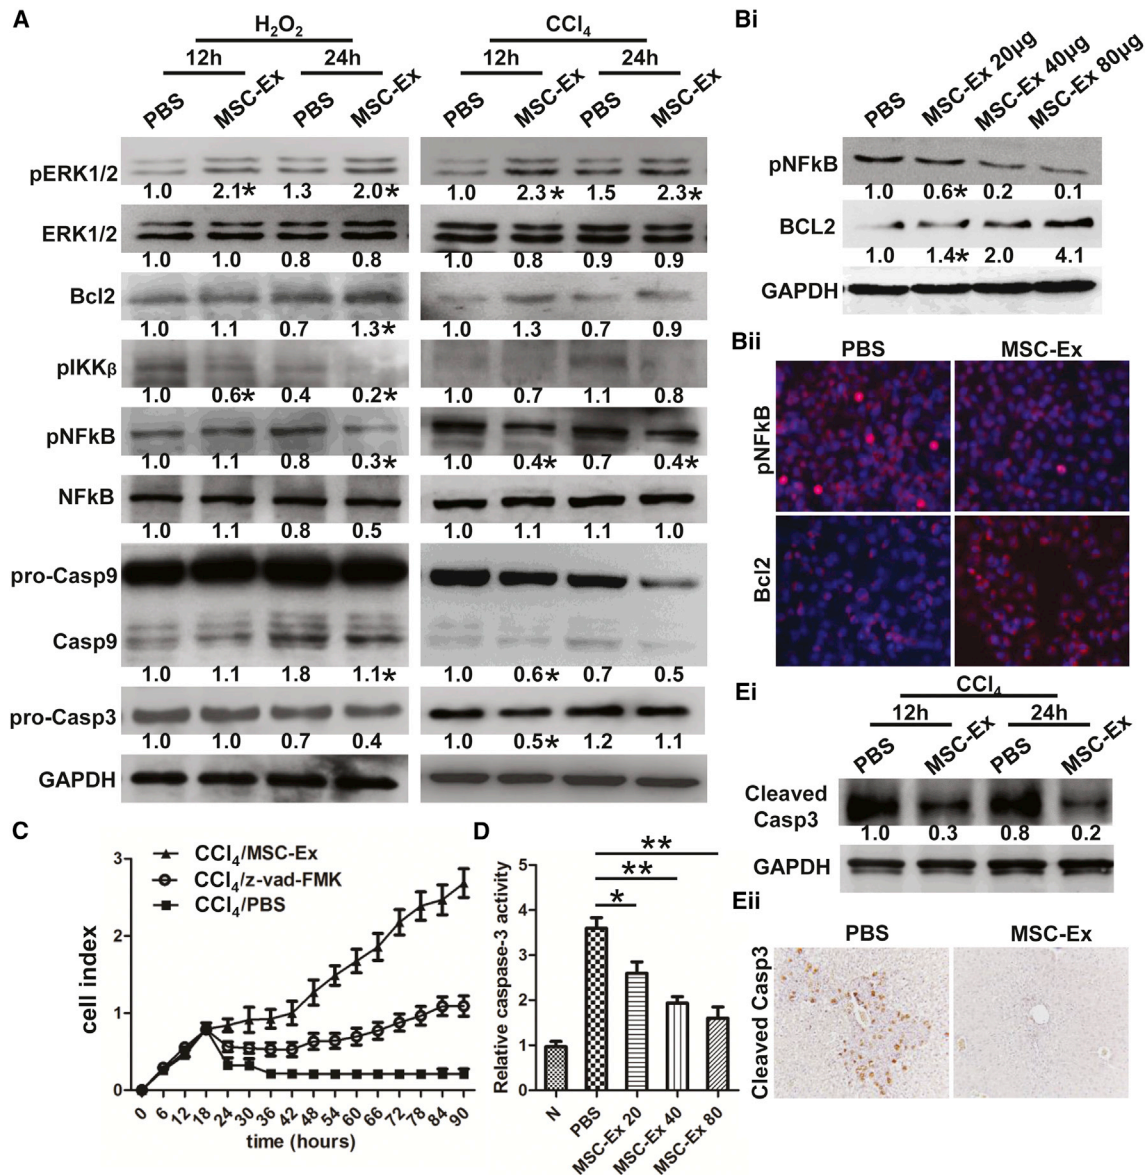 A
H₂O₂
CCl₄
12h 24h 12h 24h
PBS MSC-Ex PBS MSC-Ex PBS MSC-Ex PBS MSC-Ex
pERK1/2
1.0 2.1* 1.3 2.0* 1.0 2.3* 1.5 2.3*
ERK1/2
1.0 1.0 0.8 0.8 1.0 0.8 0.9 0.9
Bcl2
1.0 1.1 0.7 1.3* 1.0 1.3 0.7 0.9
pIKKβ
1.0 0.6* 0.4 0.2* 1.0 0.7 1.1 0.8
pNFkB
1.0 1.1 0.8 0.3* 1.0 0.4* 0.7 0.4*
NFkB
1.0 1.1 0.8 0.5 1.0 1.1 1.1 1.0
pro-Casp9
Casp9
1.0 1.1 1.8 1.1* 1.0 0.6* 0.7 0.5
pro-Casp3
1.0 1.0 0.7 0.4 1.0 0.5* 1.2 1.1
GAPDH
Bi
PBS MSC-Ex 20μg MSC-Ex 40μg MSC-Ex 80μg
pNFkB
1.0 0.6* 0.2 0.1
BCL2
1.0 1.4* 2.0 4.1
GAPDH
Bii
PBS MSC-Ex
pNFkB
Bcl2
C
CCl₄/MSC-Ex
CCl₄/z-vad-FMK
CCl₄/PBS
cell index
3
2
1
0
0 6 12 18 24 30 36 42 48 54 60 66 72 78 84 90
time (hours)
D
Relative caspase-3 activity
5
4
3
2
1
0
**
**
*
N PBS MSC-Ex 20 MSC-Ex 40 MSC-Ex 80
Ei
CCl₄
12h 24h
PBS MSC-Ex PBS MSC-Ex
Cleaved
Casp3
1.0 0.3 0.8 0.2
GAPDH
Eii
PBS MSC-Ex
Cleaved Casp3